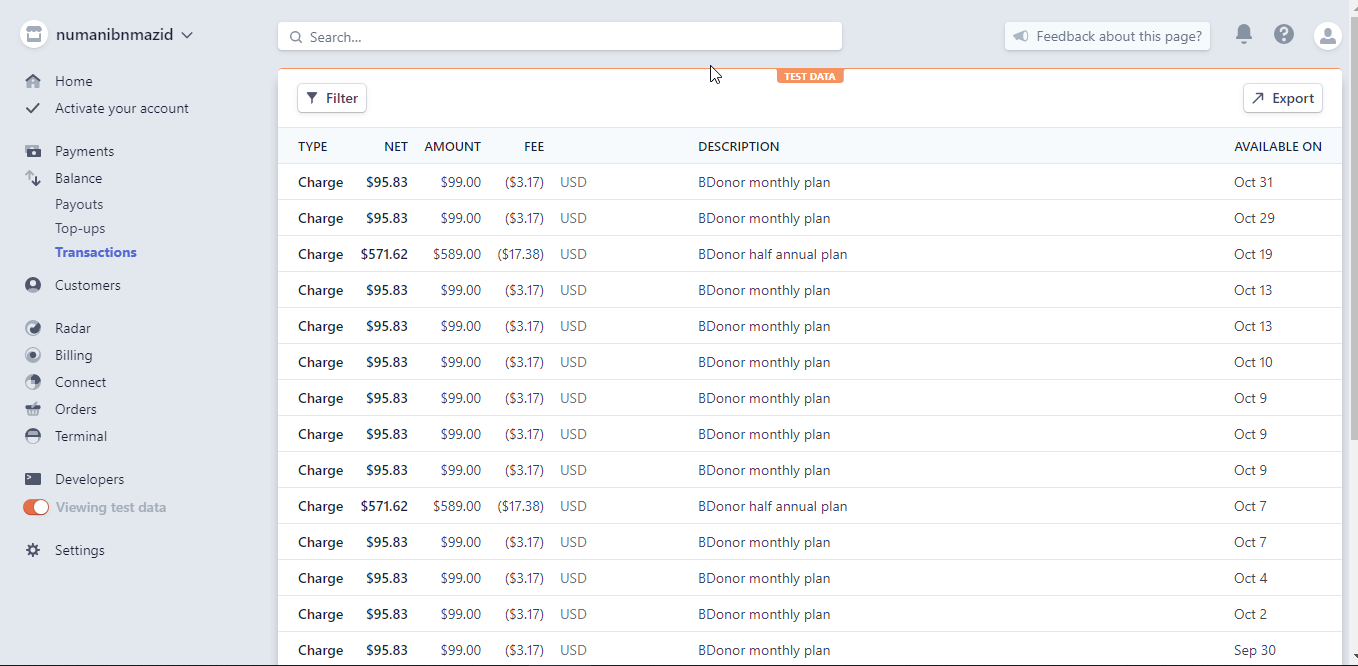 numanibnmazid
Search...
Feedback about this page?
Home
Activate your account
Payments
Balance
Payouts
Top-ups
Transactions
Customers
Radar
Billing
Connect
Orders
Terminal
Developers
Viewing test data
Settings
TEST DATA
Filter
Export
TYPE NET AMOUNT FEE DESCRIPTION AVAILABLE ON
Charge $95.83 $99.00 ($3.17) USD BDonor monthly plan Oct 31
Charge $95.83 $99.00 ($3.17) USD BDonor monthly plan Oct 29
Charge $571.62 $589.00 ($17.38) USD BDonor half annual plan Oct 19
Charge $95.83 $99.00 ($3.17) USD BDonor monthly plan Oct 13
Charge $95.83 $99.00 ($3.17) USD BDonor monthly plan Oct 13
Charge $95.83 $99.00 ($3.17) USD BDonor monthly plan Oct 10
Charge $95.83 $99.00 ($3.17) USD BDonor monthly plan Oct 9
Charge $95.83 $99.00 ($3.17) USD BDonor monthly plan Oct 9
Charge $95.83 $99.00 ($3.17) USD BDonor monthly plan Oct 9
Charge $571.62 $589.00 ($17.38) USD BDonor half annual plan Oct 7
Charge $95.83 $99.00 ($3.17) USD BDonor monthly plan Oct 7
Charge $95.83 $99.00 ($3.17) USD BDonor monthly plan Oct 4
Charge $95.83 $99.00 ($3.17) USD BDonor monthly plan Oct 2
Charge $95.83 $99.00 ($3.17) USD BDonor monthly plan Sep 30